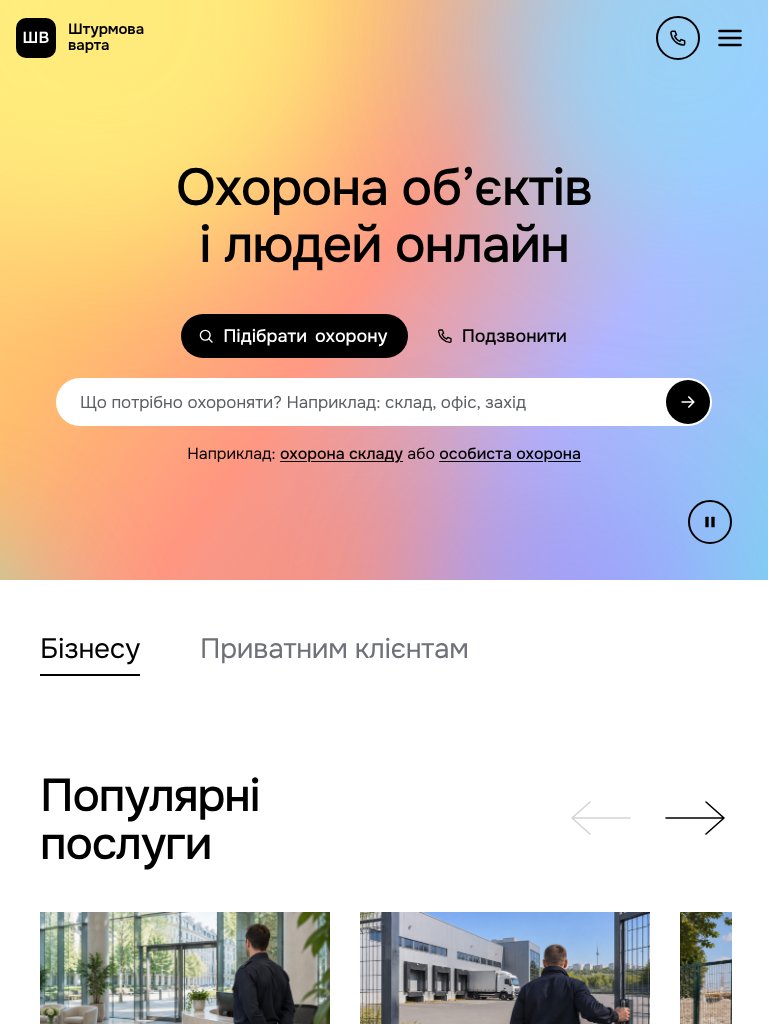 ШВ
Штурмова
варта
Охорона об’єктів
і людей онлайн
Підібрати охорону
Подзвонити
Що потрібно охороняти? Наприклад: склад, офіс, захід
Наприклад: охорона складу або особиста охорона
Бізнесу
Приватним клієнтам
Популярні
послуги